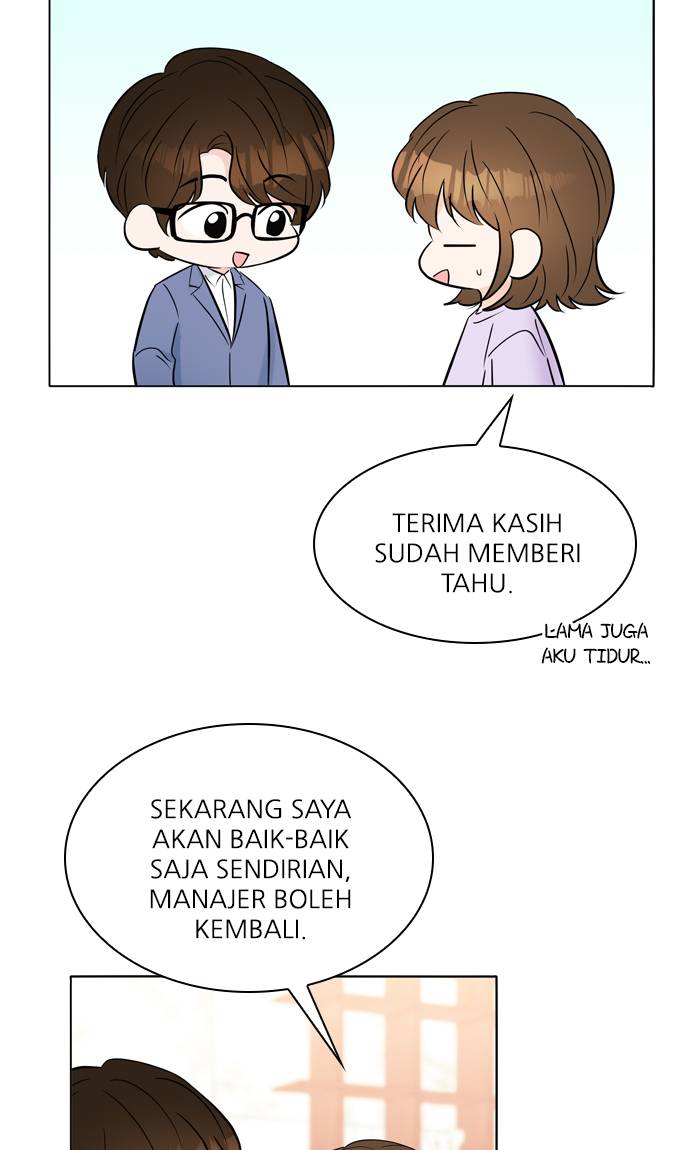 TERIMA KASIH
SUDAH MEMBERI
TAHU.
LAMA JUGA
AKU TIDUR...
SEKARANG SAYA
AKAN BAIK-BAIK
SAJA SENDIRIAN,
MANAJER BOLEH
KEMBALI.